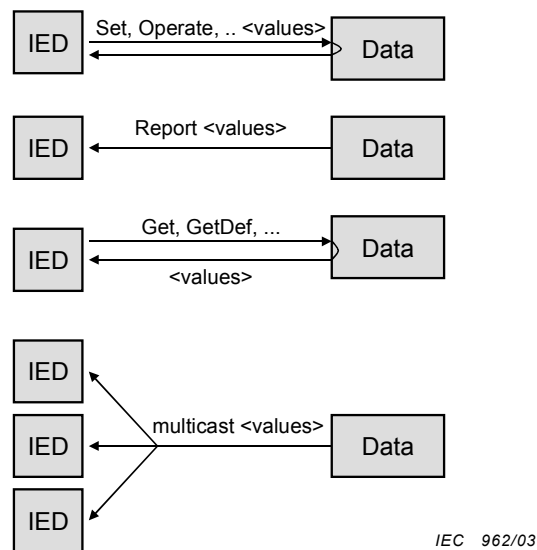 Set, Operate, .. <values>
IED
Data
Report <values>
IED
Data
Get, GetDef, ...
IED
Data
<values>
IED
multicast <values>
IED
Data
IED
IEC 962/03